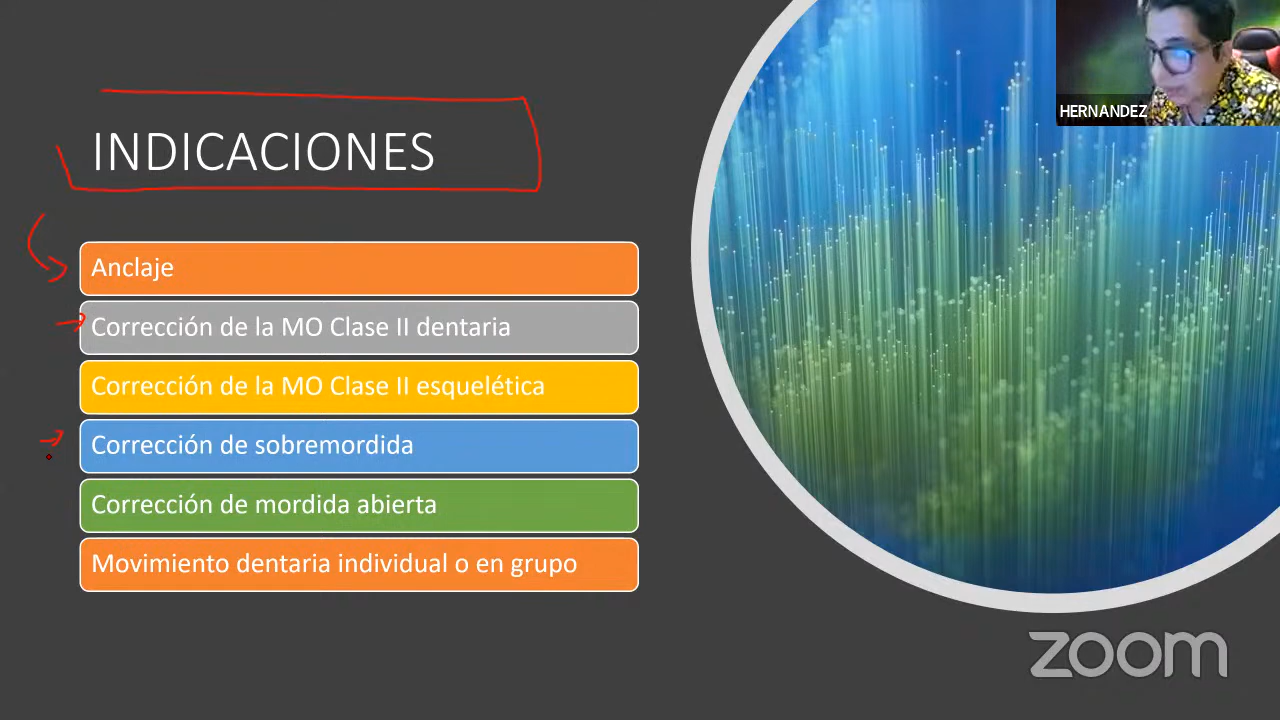 HERNANDEZ
INDICACIONES
Anclaje
Corrección de la MO Clase II dentaria
Corrección de la MO Clase II esquelética
Corrección de sobremordida
Corrección de mordida abierta
Movimiento dentaria individual o en grupo
zoom